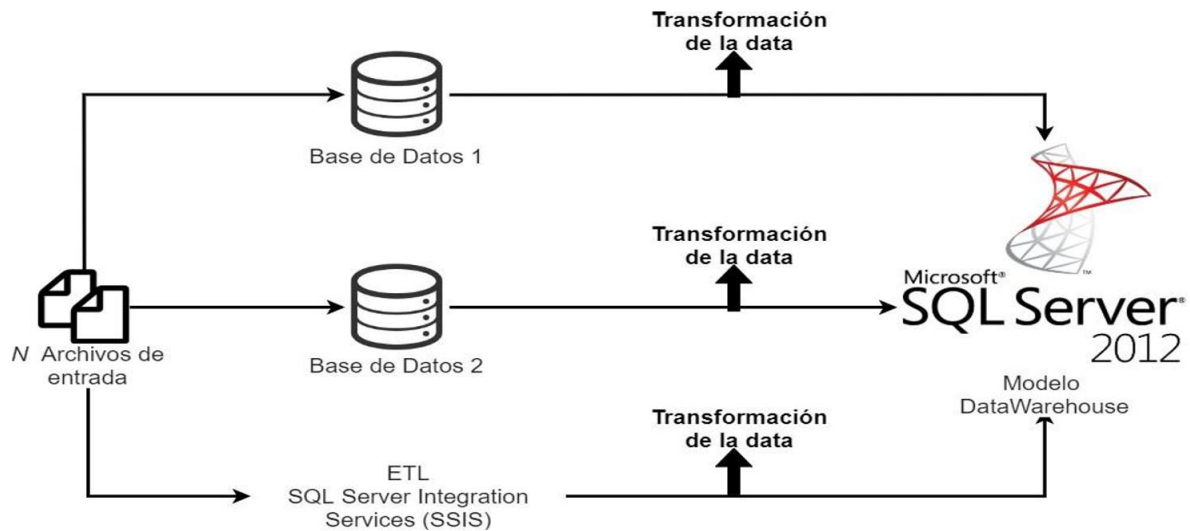 Transformación
de la data
Base de Datos 1
Transformación
de la data
Microsoft®
SQL Server®
2012
™
N Archivos de
entrada
Base de Datos 2
Modelo
DataWarehouse
Transformación
de la data
ETL
SQL Server Integration
Services (SSIS)